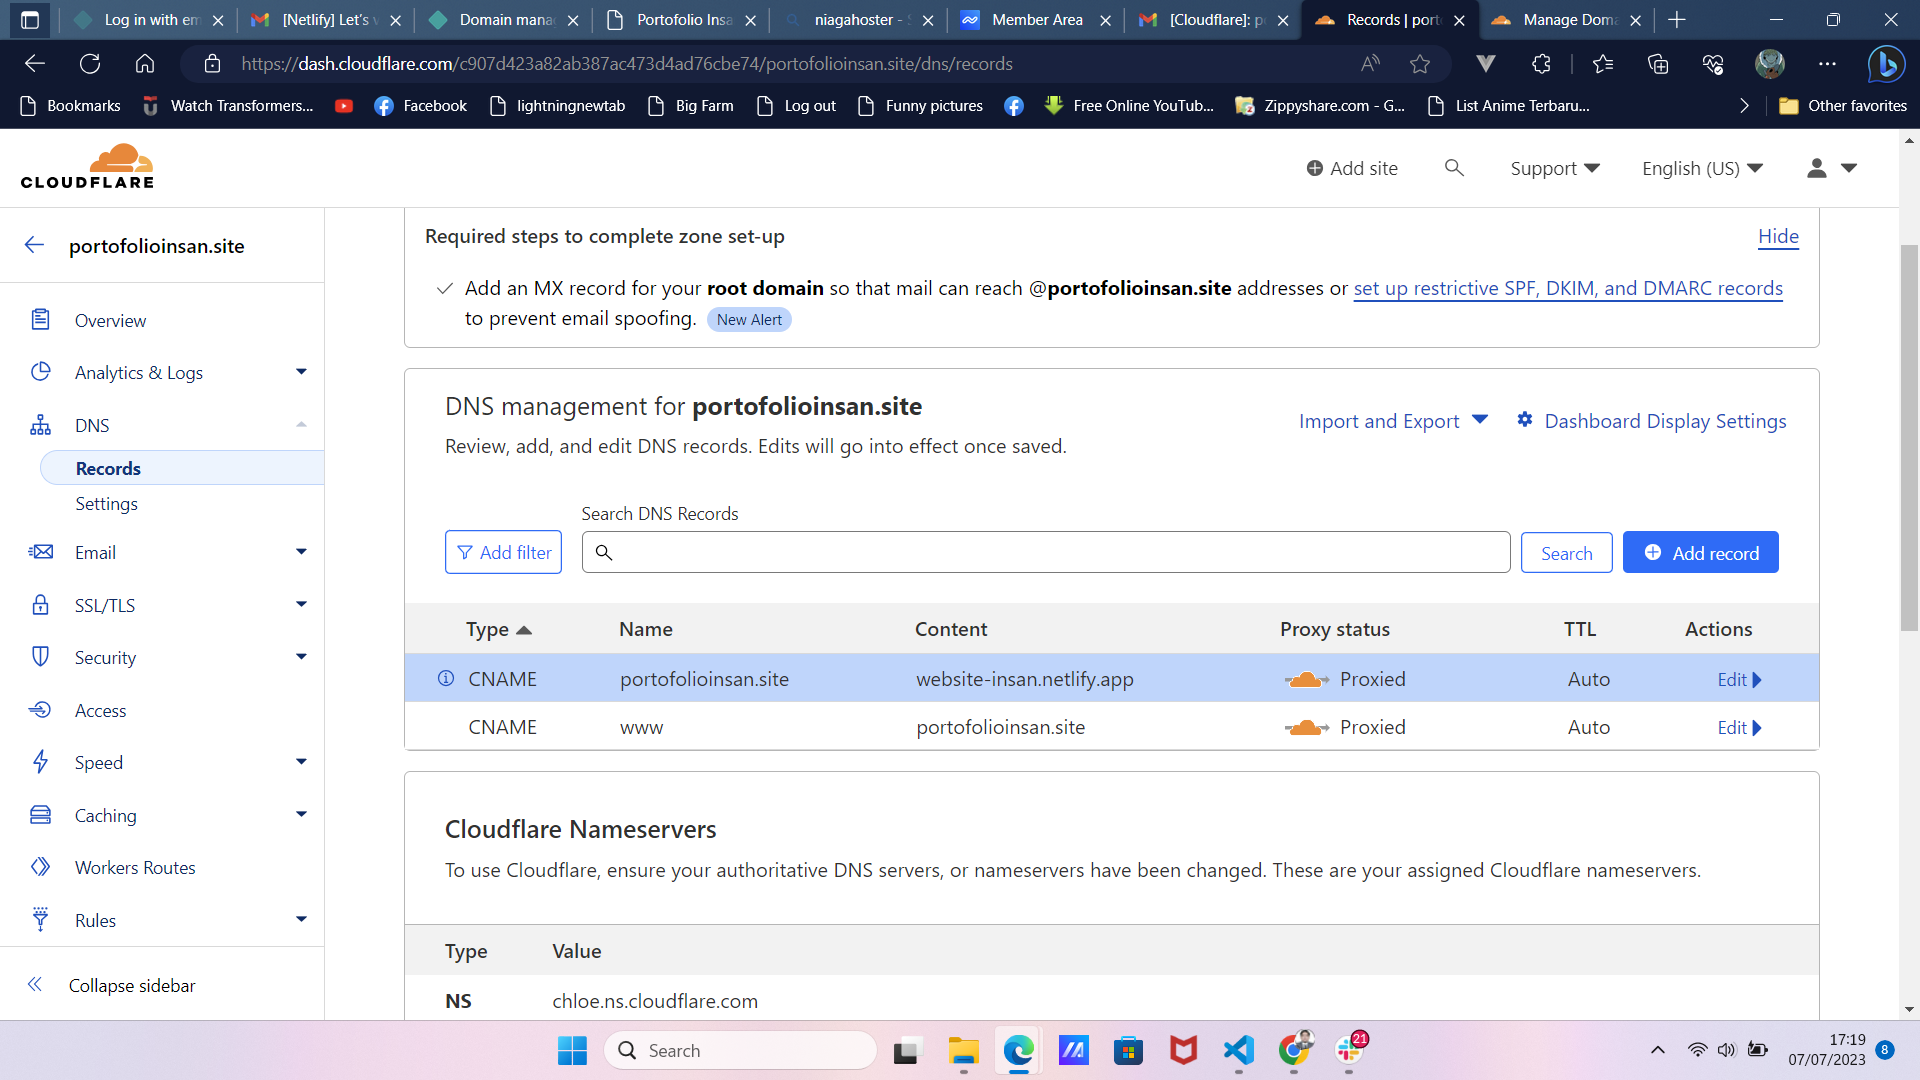 Log in with em
[Netlify] Let's v
Domain mana
Portofolio Insa
niagahoster - S
Member Area
[Cloudflare]: p
Records | port
Manage Doma
https://dash.cloudflare.com/c907d423a82ab387ac473d4ad76cbe74/portofolioinsan.site/dns/records
Bookmarks
Watch Transformers...
Facebook
lightningnewtab
Big Farm
Log out
Funny pictures
Free Online YouTub...
Zippyshare.com - G...
List Anime Terbaru...
Other favorites
CLOUDFLARE
Add site
Support
English (US)
portofolioinsan.site
Overview
Analytics & Logs
DNS
Records
Settings
Email
SSL/TLS
Security
Access
Speed
Caching
Workers Routes
Rules
Collapse sidebar
Required steps to complete zone set-up
Hide
Add an MX record for your root domain so that mail can reach @portofolioinsan.site addresses or set up restrictive SPF, DKIM, and DMARC records
to prevent email spoofing. New Alert
DNS management for portofolioinsan.site
Review, add, and edit DNS records. Edits will go into effect once saved.
Import and Export
Dashboard Display Settings
Search DNS Records
Add filter
Search
Add record
Type Name Content Proxy status TTL Actions
CNAME portofolioinsan.site website-insan.netlify.app Proxied Auto Edit
CNAME www portofolioinsan.site Proxied Auto Edit
Cloudflare Nameservers
To use Cloudflare, ensure your authoritative DNS servers, or nameservers have been changed. These are your assigned Cloudflare nameservers.
Type Value
NS chloe.ns.cloudflare.com
Search
21
17:19
07/07/2023
8